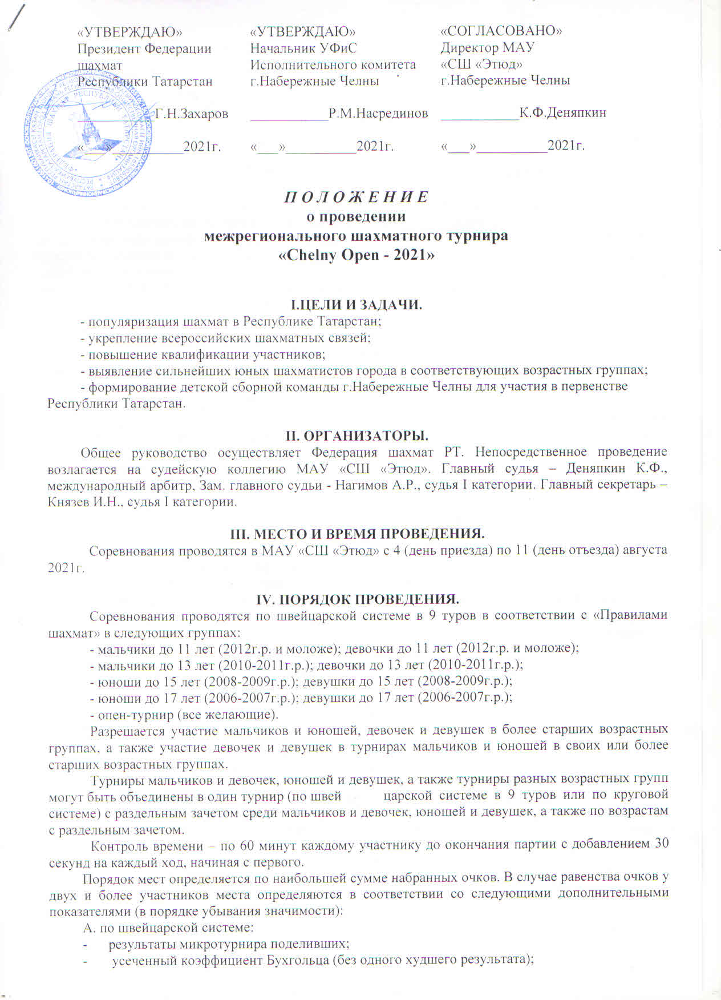 «УТВЕРЖДАЮ»
Президент Федерации
шахмат
Республики Татарстан
___________Г.Н.Захаров
«___»__________2021г.
«УТВЕРЖДАЮ»
Начальник УФиС
Исполнительного комитета
г.Набережные Челны
___________Р.М.Насрединов
«___»__________2021г.
«СОГЛАСОВАНО»
Директор МАУ
«СШ «Этюд»
г.Набережные Челны
___________К.Ф.Деняпкин
«___»__________2021г.
П О Л О Ж Е Н И Е
о проведении
межрегионального шахматного турнира
«Chelny Open - 2021»
I.ЦЕЛИ И ЗАДАЧИ.
- популяризация шахмат в Республике Татарстан;
- укрепление всероссийских шахматных связей;
- повышение квалификации участников;
- выявление сильнейших юных шахматистов города в соответствующих возрастных группах;
- формирование детской сборной команды г.Набережные Челны для участия в первенстве
Республики Татарстан.
II. ОРГАНИЗАТОРЫ.
Общее руководство осуществляет Федерация шахмат РТ. Непосредственное проведение
возлагается на судейскую коллегию МАУ «СШ «Этюд». Главный судья – Деняпкин К.Ф.,
международный арбитр, Зам. главного судьи - Нагимов А.Р., судья I категории. Главный секретарь –
Князев И.Н., судья I категории.
III. МЕСТО И ВРЕМЯ ПРОВЕДЕНИЯ.
Соревнования проводятся в МАУ «СШ «Этюд» с 4 (день приезда) по 11 (день отъезда) августа
2021г.
IV. ПОРЯДОК ПРОВЕДЕНИЯ.
Соревнования проводятся по швейцарской системе в 9 туров в соответствии с «Правилами
шахмат» в следующих группах:
- мальчики до 11 лет (2012г.р. и моложе); девочки до 11 лет (2012г.р. и моложе);
- мальчики до 13 лет (2010-2011г.р.); девочки до 13 лет (2010-2011г.р.);
- юноши до 15 лет (2008-2009г.р.); девушки до 15 лет (2008-2009г.р.);
- юноши до 17 лет (2006-2007г.р.); девушки до 17 лет (2006-2007г.р.);
- опен-турнир (все желающие).
Разрешается участие мальчиков и юношей, девочек и девушек в более старших возрастных
группах, а также участие девочек и девушек в турнирах мальчиков и юношей в своих или более
старших возрастных группах.
Турниры мальчиков и девочек, юношей и девушек, а также турниры разных возрастных групп
могут быть объединены в один турнир (по швей царской системе в 9 туров или по круговой
системе) с раздельным зачетом среди мальчиков и девочек, юношей и девушек, а также по возрастам
с раздельным зачетом.
Контроль времени – по 60 минут каждому участнику до окончания партии с добавлением 30
секунд на каждый ход, начиная с первого.
Порядок мест определяется по наибольшей сумме набранных очков. В случае равенства очков у
двух и более участников места определяются в соответствии со следующими дополнительными
показателями (в порядке убывания значимости):
А. по швейцарской системе:
- результаты микротурнира поделивших;
- усеченный коэффициент Бухгольца (без одного худшего результата);